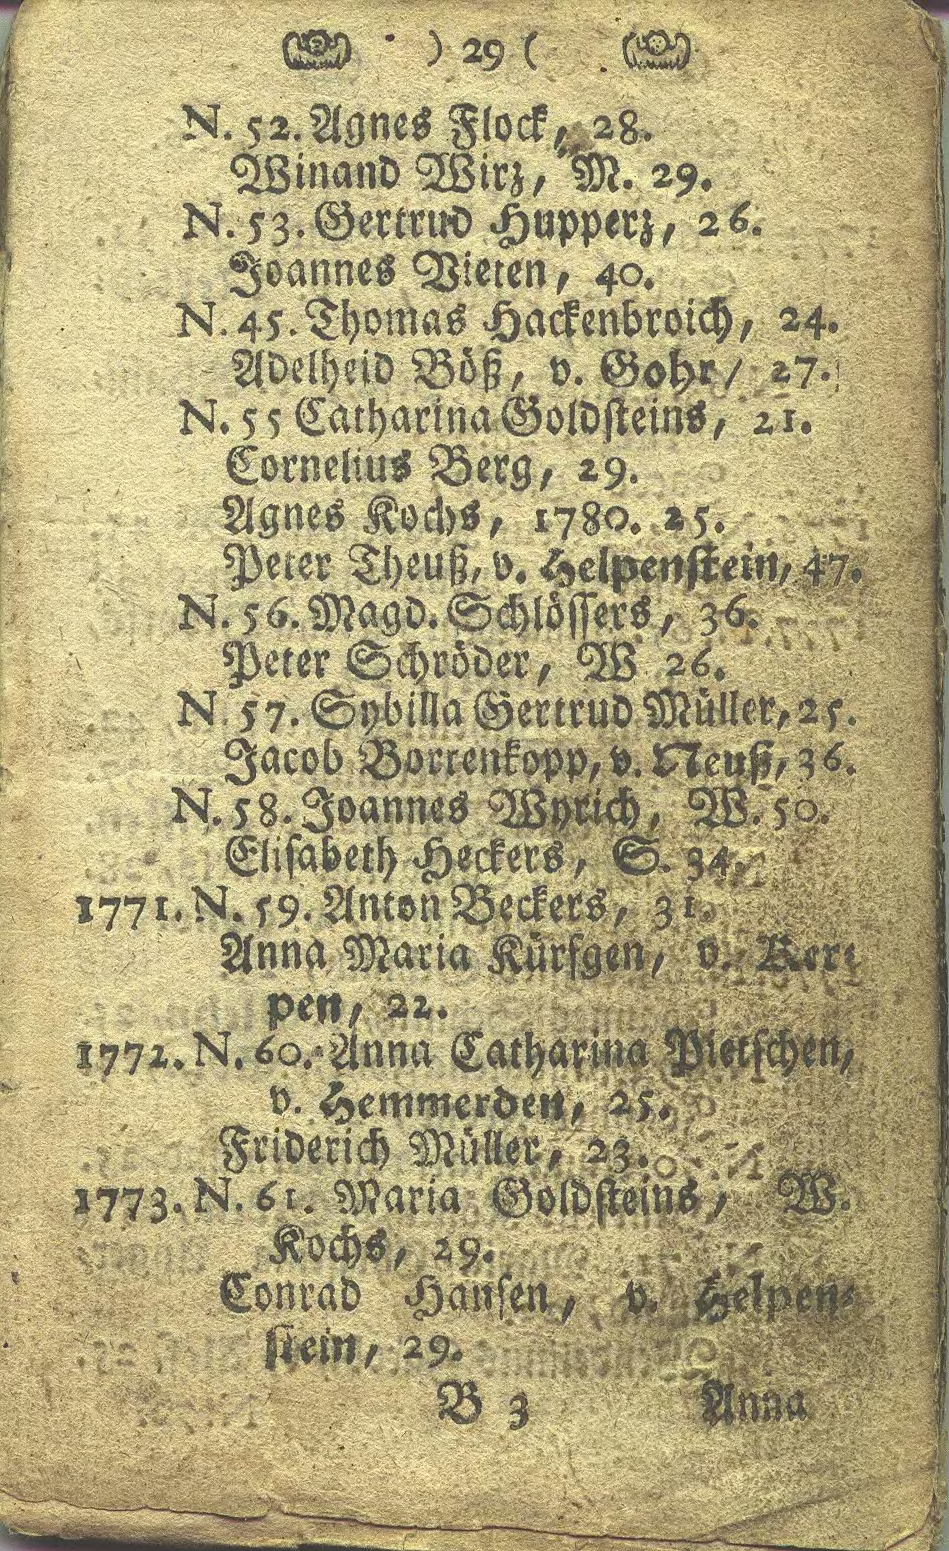 ) 29 (
N. 52. Agnes Flock, 28.
Winand Wirz, M. 29.
N. 53. Gertrud Hupperz, 26.
Joannes Vieten, 40.
N. 45. Thomas Hackenbroich, 24.
Adelheid Böß, v. Gohr/ 27.
N. 55 Catharina Goldsteins, 21.
Cornelius Berg, 29.
Agnes Kochs, 1780. 25.
Peter Theuß, v. Helpenstein, 47.
N. 56. Magd. Schlössers, 36.
Peter Schröder, W. 26.
N. 57. Sybilla Gertrud Müller, 25.
Jacob Borrenkopp, v. Neuß, 36.
N. 58. Joannes Wyrich, W. 50.
Elisabeth Heckers, S. 34.
1771. N. 59. Anton Beckers, 31.
Anna Maria Kürfgen, v. Ker-
pen, 22.
1772. N. 60. Anna Catharina Pletschen,
v. Hemmerden, 25.
Friderich Müller, 23.
1773. N. 61. Maria Goldsteins, W.
Kochs, 29.
Conrad Hansen, v. Helpen-
stein, 29.
B 3 Anna